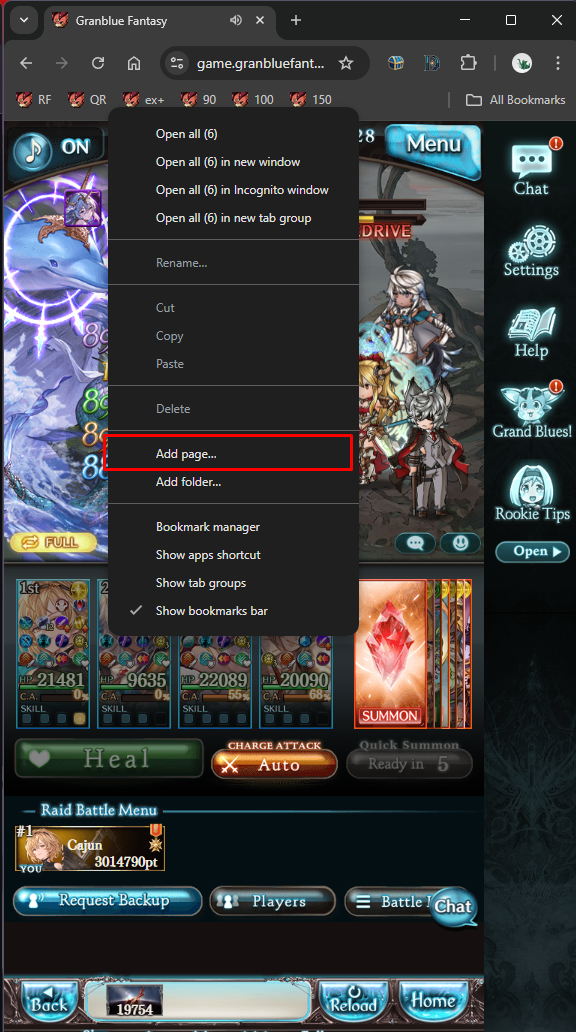 Granblue Fantasy
game.granbluefant...
RF
QR
ex+
90
100
150
All Bookmarks
ON
28
Menu
Open all (6)
Open all (6) in new window
Open all (6) in Incognito window
Open all (6) in new tab group
Rename...
Cut
Copy
Paste
Delete
Add page...
Add folder...
Bookmark manager
Show apps shortcut
Show tab groups
Show bookmarks bar
Chat
Settings
Help
Grand Blues!
Rookie Tips
Open
FULL
1st
HP 21481
9635
HP 22089
HP 20090
C.A. 0%
C.A. 0%
C.A. 55%
C.A. 68%
SKILL
SKILL
SKILL
SKILL
SUMMON
Heal
CHARGE ATTACK
Auto
Quick Summon
Ready in 5
Raid Battle Menu
#1
Cajun
YOU
3014790pt
Request Backup
Players
Battle
Chat
Back
19754
Reload
Home